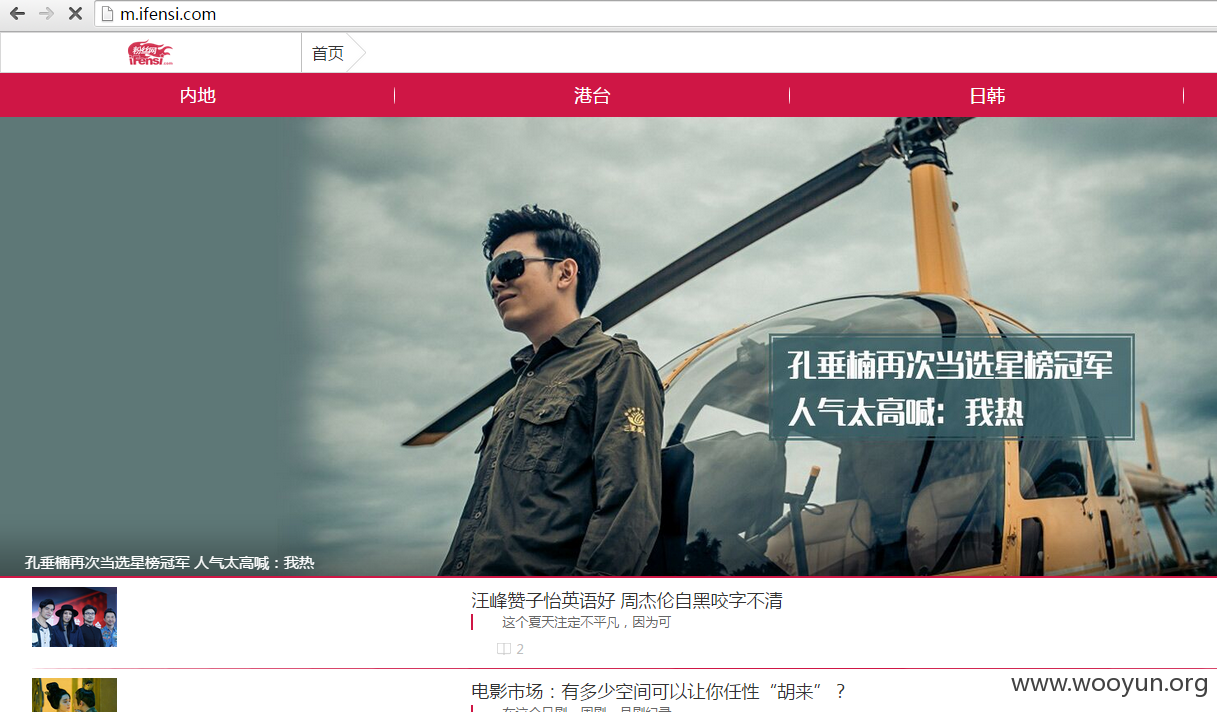 m.ifensi.com
粉丝网
ifensi.com
首页
内地
港台
日韩
孔垂楠再次当选星榜冠军
人气太高喊：我热
孔垂楠再次当选星榜冠军 人气太高喊：我热
汪峰赞子怡英语好 周杰伦自黑咬字不清
这个夏天注定不平凡，因为可
2
电影市场：有多少空间可以让你任性“胡来”？
www.wooyun.org